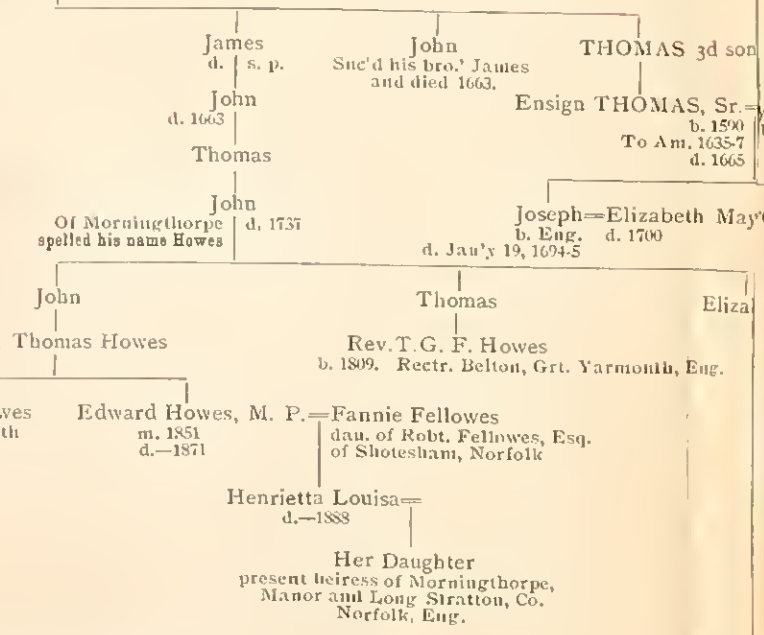 James
d. s. p.
John
Suc'd his bro.' James
and died 1663.
THOMAS 3d son
John
d. 1663
Ensign THOMAS, Sr.=
b. 1590
To Am. 1635-7
d. 1665
Thomas
John
Of Morningthorpe d. 1737
spelled his name Howes
Joseph=Elizabeth May
b. Eng. d. 1700
d. Jan'y 19, 1694-5
John
Thomas
Eliza
Thomas Howes
Rev. T. G. F. Howes
b. 1809. Rectr. Belton, Grt. Yarmouth, Eng.
wes
th
Edward Howes, M. P.=Fannie Fellowes
m. 1851
d.—1871
dau. of Robt. Fellowes, Esq.
of Shotesham, Norfolk
Henrietta Louisa=
d.—1888
Her Daughter
present heiress of Morningthorpe,
Manor and Long Stratton, Co.
Norfolk, Eng.